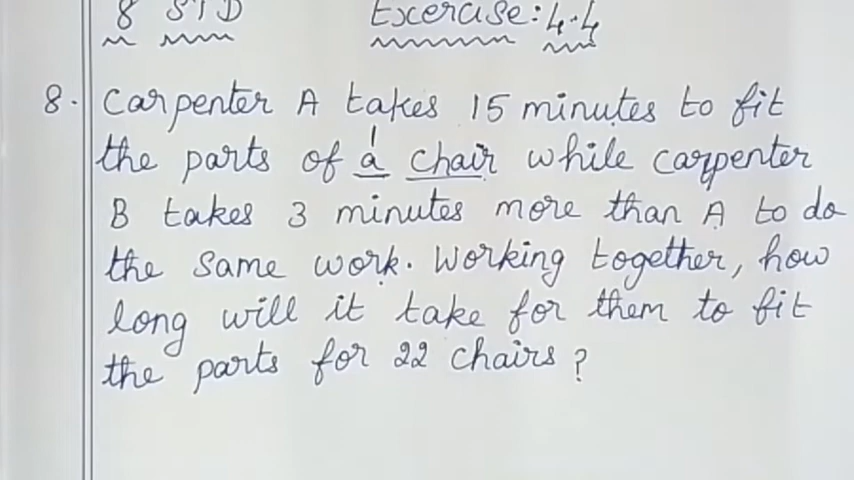 8 STD Exercise: 4.4
8. Carpenter A takes 15 minutes to fit
1
the parts of a chair while carpenter
B takes 3 minutes more than A to do
the same work. Working together, how
long will it take for them to fit
the parts for 22 chairs?